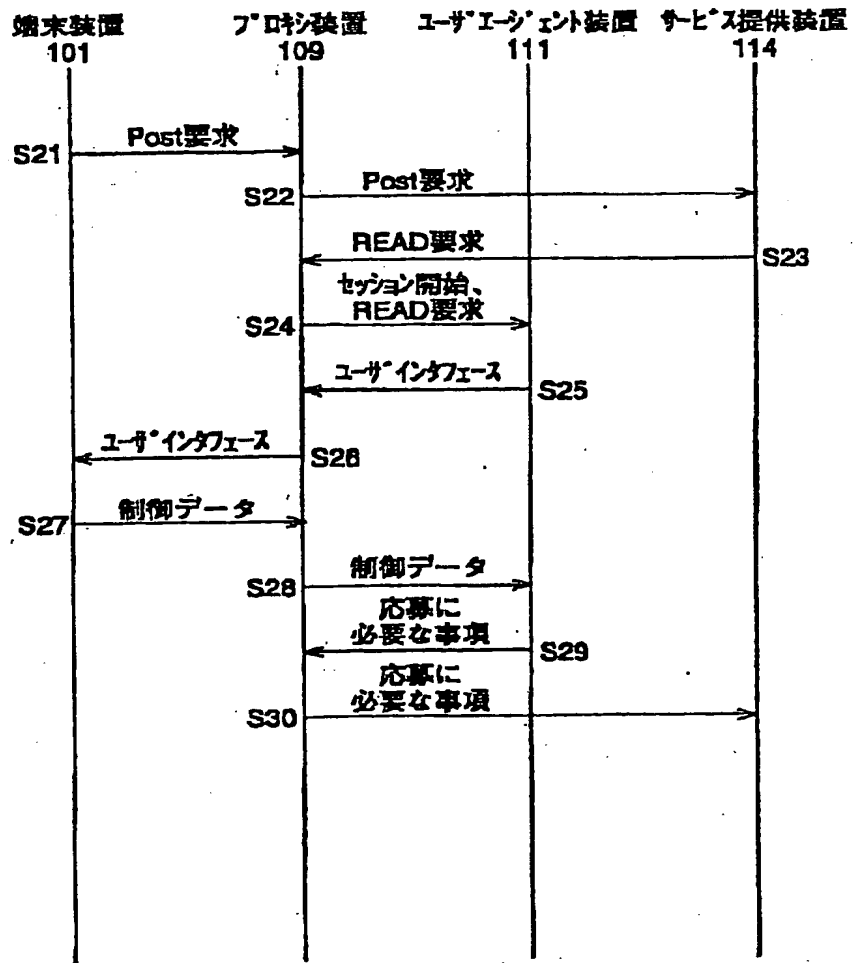 端末装置 プロキシ装置 ユーザエージェント装置 サービス提供装置
101 109 111 114
S21 Post要求
S22 Post要求
READ要求 S23
セッション開始、
S24 READ要求
ユーザインタフェース S25
ユーザインタフェース S26
S27 制御データ
S28 制御データ
応募に
必要な事項 S29
応募に
S30 必要な事項